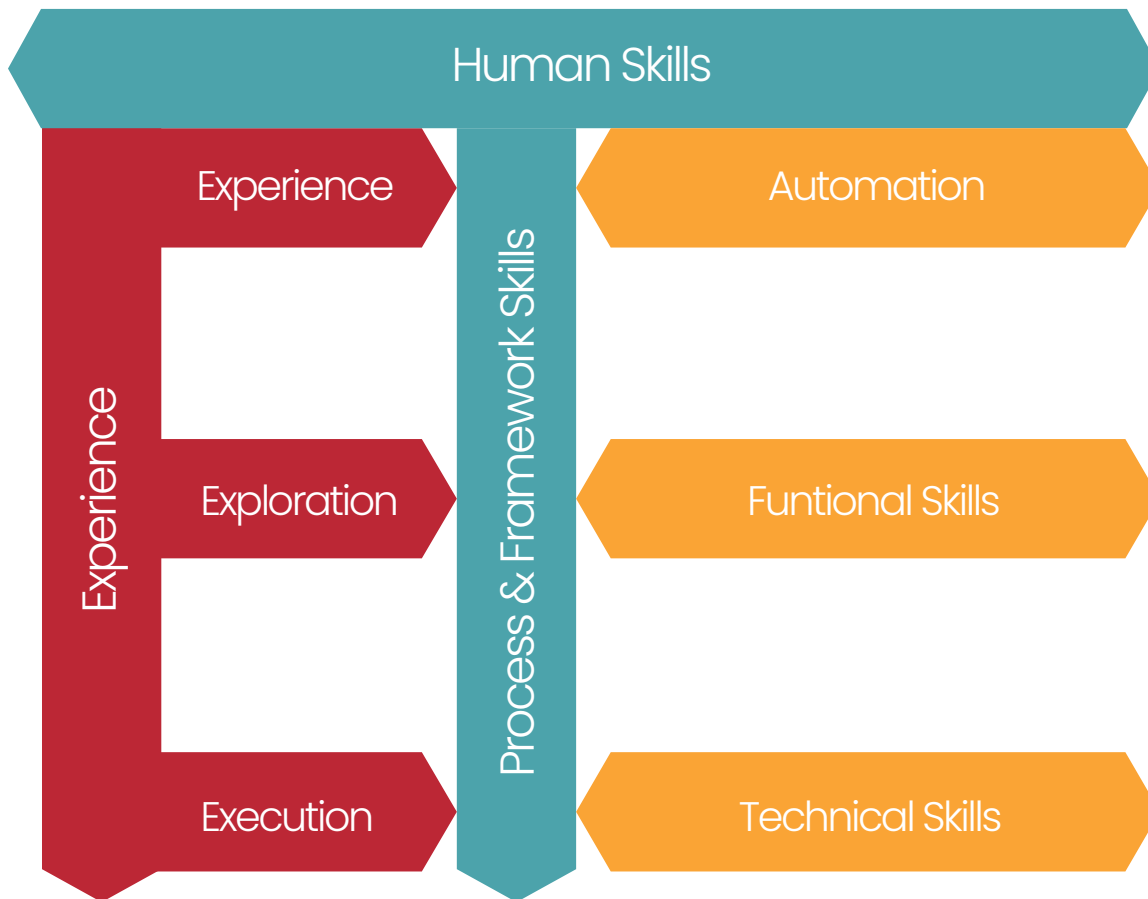 Human Skills
Experience
Automation
Experience
Process & Framework Skills
Exploration
Funtional Skills
Execution
Technical Skills